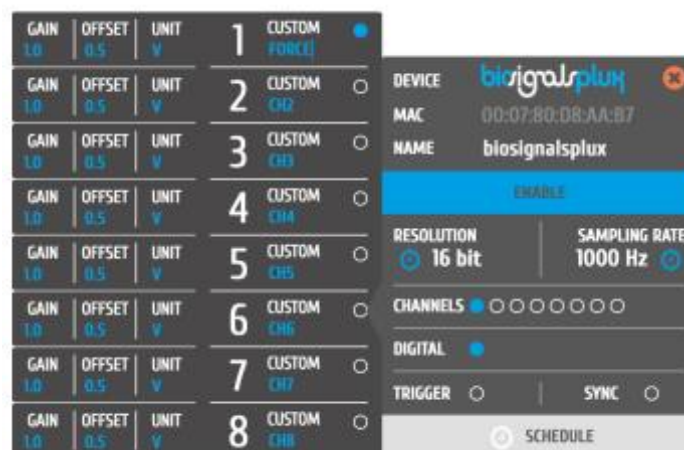 GAIN OFFSET UNIT 1 CUSTOM
1.0 0.5 V FORCE
GAIN OFFSET UNIT 2 CUSTOM
1.0 0.5 V CH2
GAIN OFFSET UNIT 3 CUSTOM
1.0 0.5 V CH3
GAIN OFFSET UNIT 4 CUSTOM
1.0 0.5 V CH4
GAIN OFFSET UNIT 5 CUSTOM
1.0 0.5 V CH5
GAIN OFFSET UNIT 6 CUSTOM
1.0 0.5 V CH6
GAIN OFFSET UNIT 7 CUSTOM
1.0 0.5 V CH7
GAIN OFFSET UNIT 8 CUSTOM
1.0 0.5 V CH8
DEVICE biosignalsplux
MAC 00:07:80:D8:AA:B7
NAME biosignalsplux
ENABLE
RESOLUTION SAMPLING RATE
16 bit 1000 Hz
CHANNELS
DIGITAL
TRIGGER SYNC
SCHEDULE